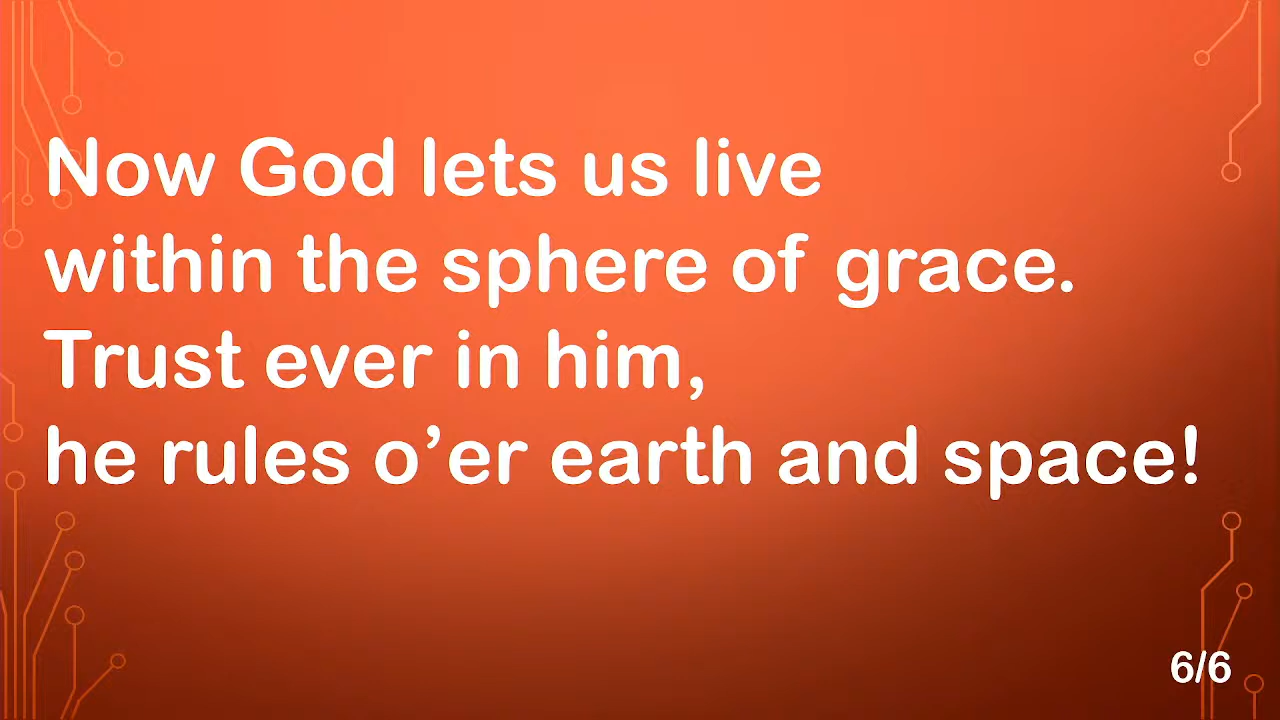 Now God lets us live
within the sphere of grace.
Trust ever in him,
he rules o’er earth and space!
6/6